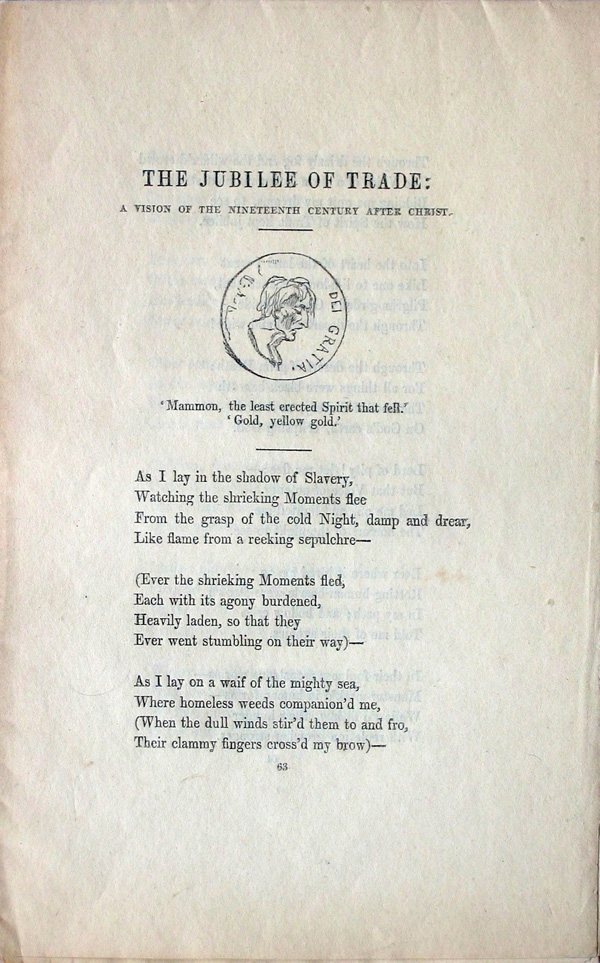 THE JUBILEE OF TRADE:
A VISION OF THE NINETEENTH CENTURY AFTER CHRIST.
DEI GRATIA.
'Mammon, the least erected Spirit that fell.'
'Gold, yellow gold.'
As I lay in the shadow of Slavery,
Watching the shrieking Moments flee
From the grasp of the cold Night, damp and drear,
Like flame from a reeking sepulchre—
(Ever the shrieking Moments fled,
Each with its agony burdened,
Heavily laden, so that they
Ever went stumbling on their way)—
As I lay on a waif of the mighty sea,
Where homeless weeds companion'd me,
(When the dull winds stir'd them to and fro,
Their clammy fingers cross'd my brow)—
63